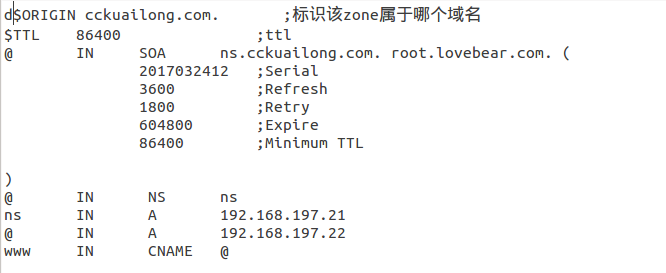 d$ORIGIN cckuailong.com.       ;标识该zone属于哪个域名
$TTL    86400               ;ttl
@       IN     SOA      ns.cckuailong.com. root.lovebear.com. (
               2017032412   ;Serial
               3600         ;Refresh
               1800         ;Retry
               604800       ;Expire
               86400        ;Minimum TTL
)
@       IN      NS      ns
ns      IN      A       192.168.197.21
@       IN      A       192.168.197.22
www     IN      CNAME   @